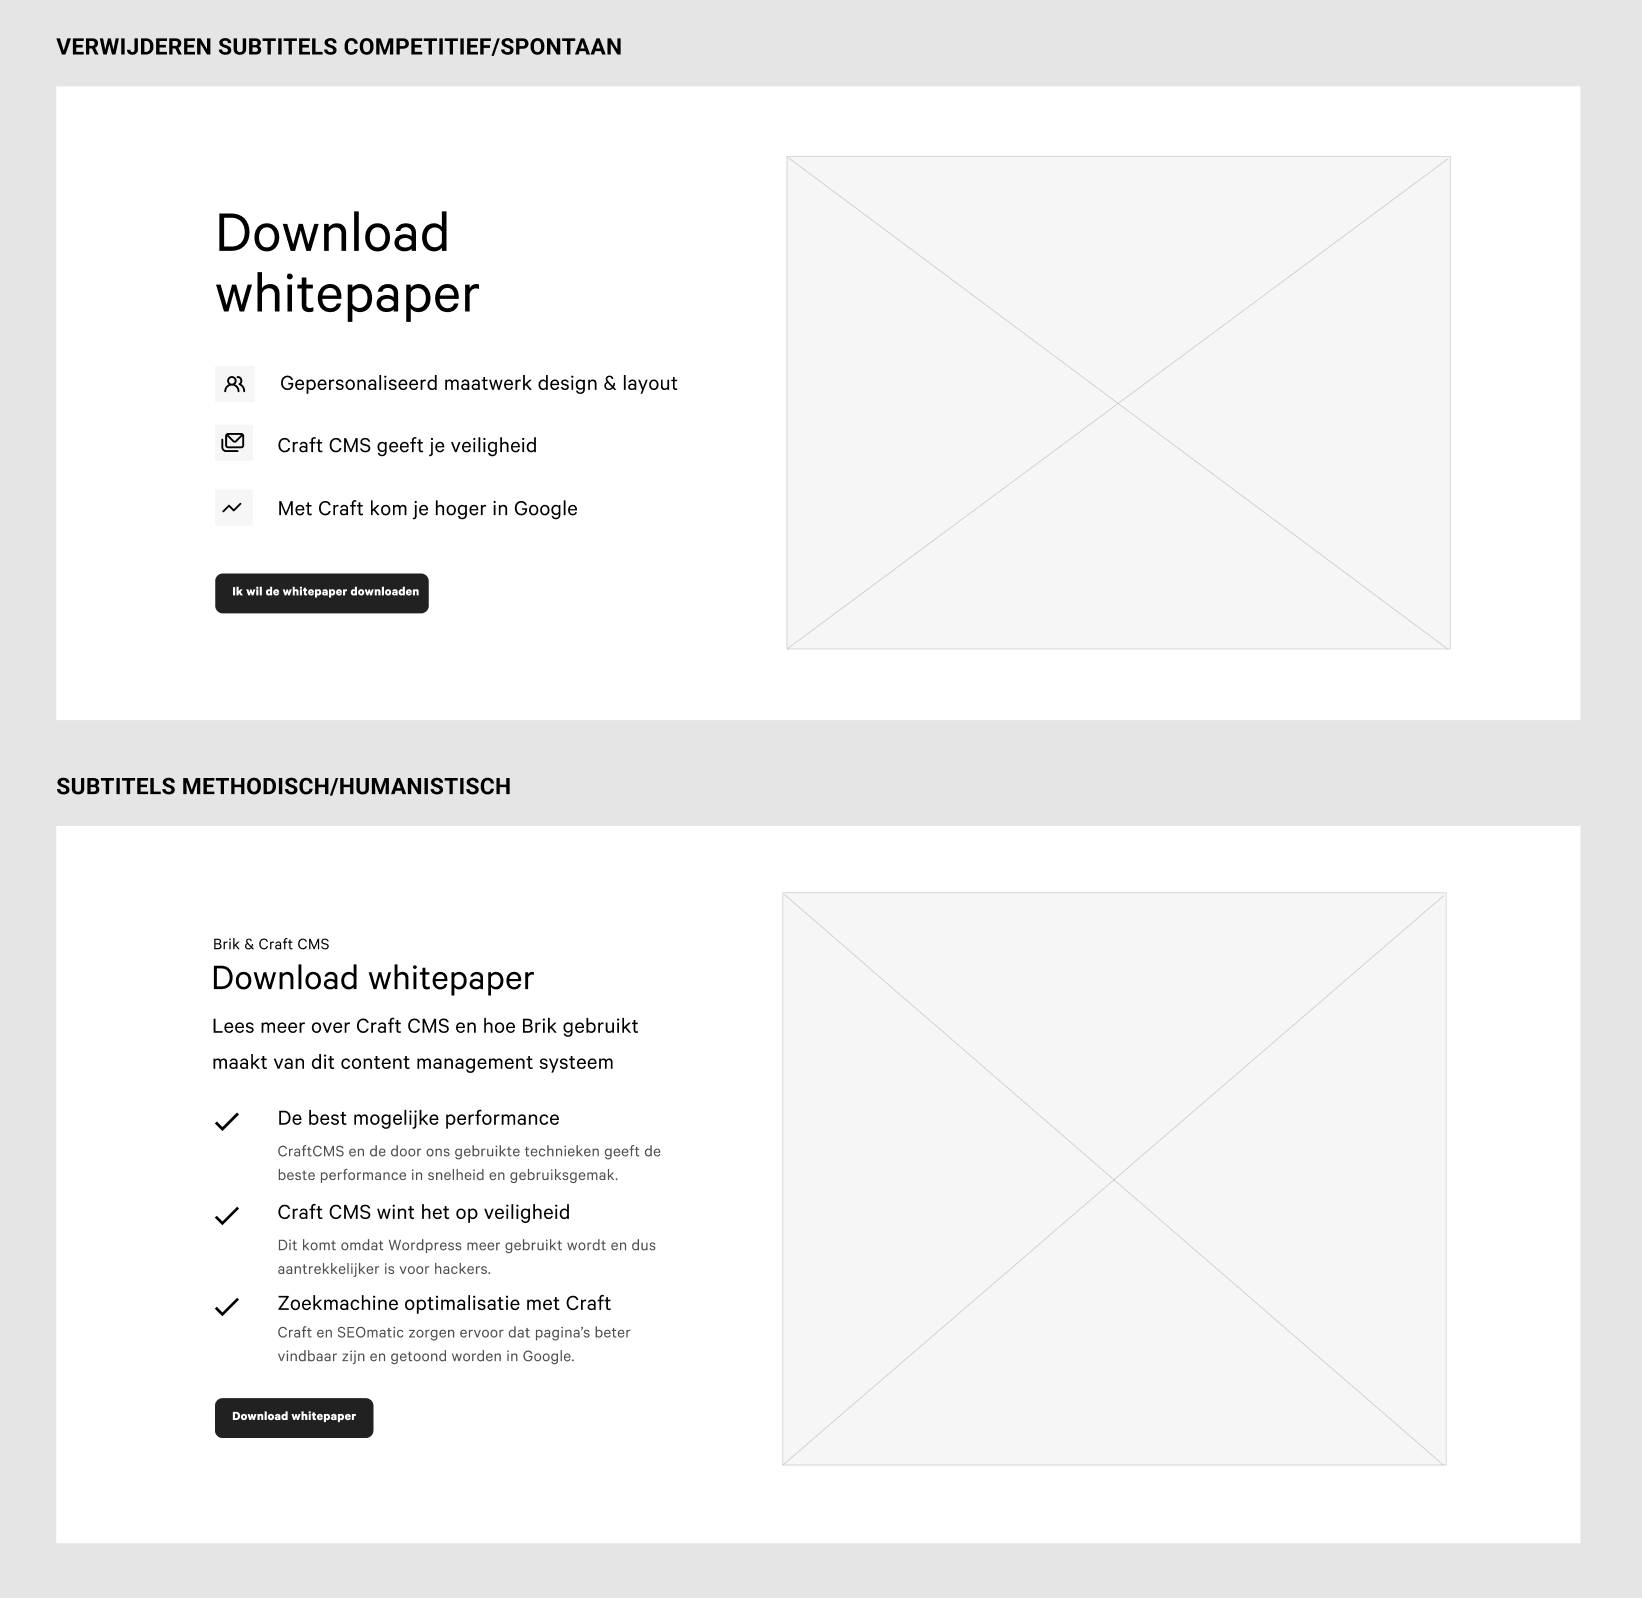 VERWIJDEREN SUBTITELS COMPETITIEF/SPONTAAN
Download
whitepaper
Gepersonaliseerd maatwerk design & layout
Craft CMS geeft je veiligheid
Met Craft kom je hoger in Google
Ik wil de whitepaper downloaden
SUBTITELS METHODISCH/HUMANISTISCH
Brik & Craft CMS
Download whitepaper
Lees meer over Craft CMS en hoe Brik gebruikt
maakt van dit content management systeem
De best mogelijke performance
CraftCMS en de door ons gebruikte technieken geeft de
beste performance in snelheid en gebruiksgemak.
Craft CMS wint het op veiligheid
Dit komt omdat Wordpress meer gebruikt wordt en dus
aantrekkelijker is voor hackers.
Zoekmachine optimalisatie met Craft
Craft en SEOmatic zorgen ervoor dat pagina’s beter
vindbaar zijn en getoond worden in Google.
Download whitepaper